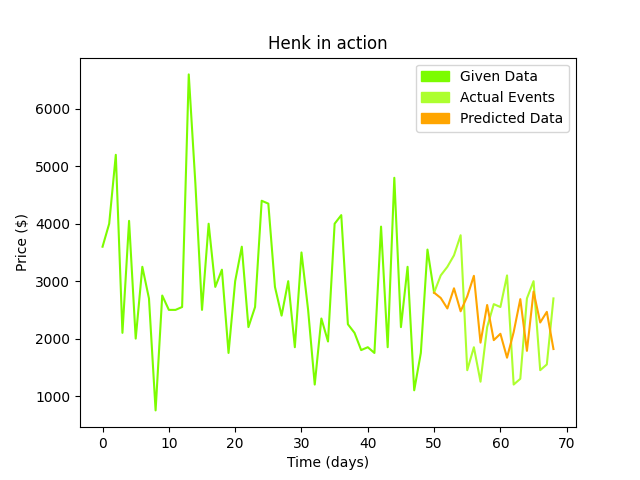 Henk in action
Given Data
Actual Events
Predicted Data
Price ($)
6000
5000
4000
3000
2000
1000
0 10 20 30 40 50 60 70
Time (days)